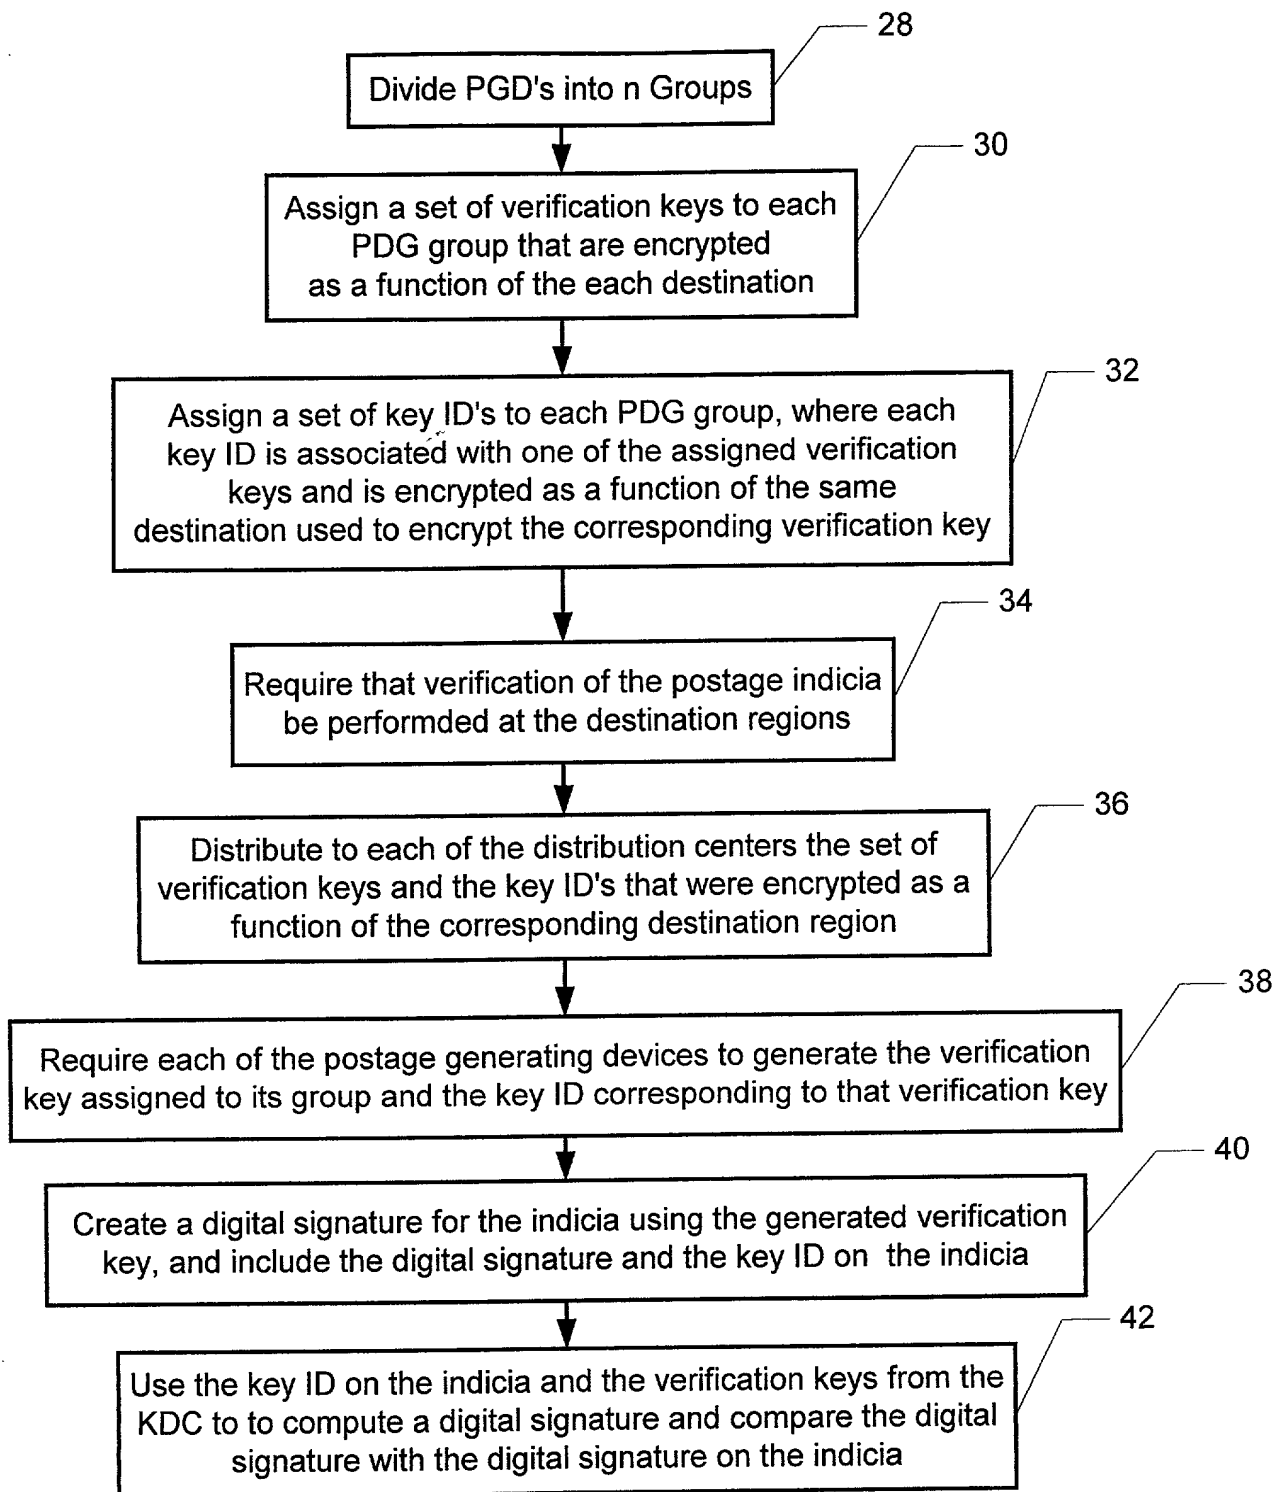 28
Divide PGD's into n Groups
30
Assign a set of verification keys to each
PDG group that are encrypted
as a function of the each destination
32
Assign a set of key ID's to each PDG group, where each
key ID is associated with one of the assigned verification
keys and is encrypted as a function of the same
destination used to encrypt the corresponding verification key
34
Require that verification of the postage indicia
be performded at the destination regions
36
Distribute to each of the distribution centers the set of
verification keys and the key ID's that were encrypted as a
function of the corresponding destination region
38
Require each of the postage generating devices to generate the verification
key assigned to its group and the key ID corresponding to that verification key
40
Create a digital signature for the indicia using the generated verification
key, and include the digital signature and the key ID on the indicia
42
Use the key ID on the indicia and the verification keys from the
KDC to to compute a digital signature and compare the digital
signature with the digital signature on the indicia